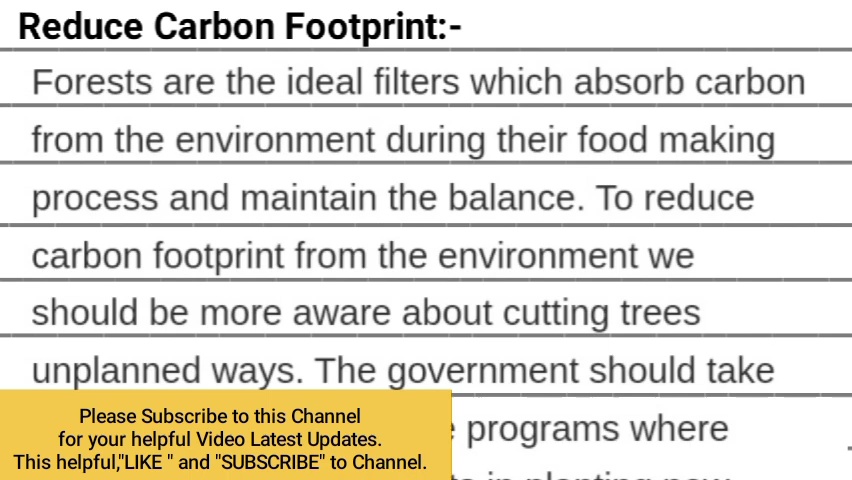 Reduce Carbon Footprint:-
Forests are the ideal filters which absorb carbon
from the environment during their food making
process and maintain the balance. To reduce
carbon footprint from the environment we
should be more aware about cutting trees
unplanned ways. The government should take
programs where
in planting new
Please Subscribe to this Channel
for your helpful Video Latest Updates.
This helpful,"LIKE " and "SUBSCRIBE" to Channel.